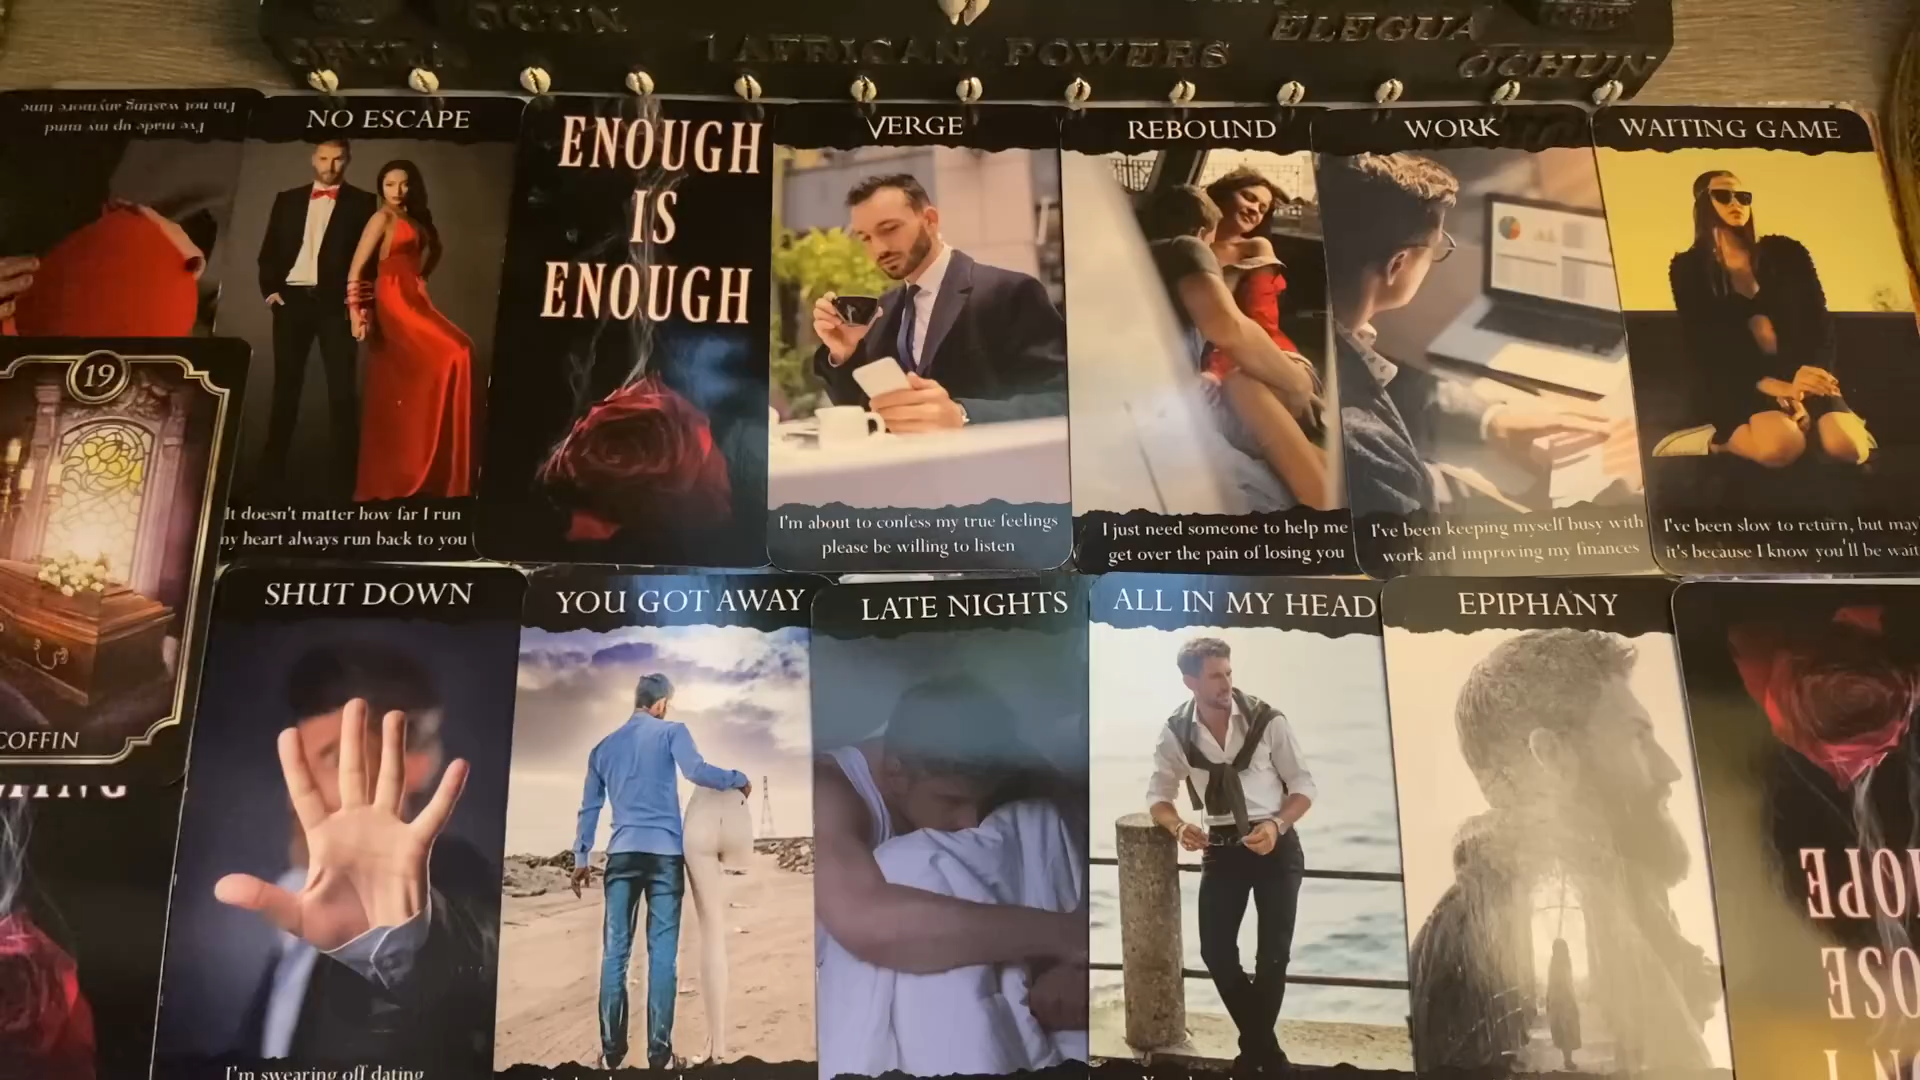 OGUN
ELEGUA
AFRICAN POWERS
OCHUN
I'm not wasting anymore time
I've made up my mind
NO ESCAPE
It doesn't matter how far I run
my heart always run back to you
ENOUGH
IS
ENOUGH
VERGE
I'm about to confess my true feelings
please be willing to listen
REBOUND
I just need someone to help me
get over the pain of losing you
WORK
I've been keeping myself busy with
work and improving my finances
WAITING GAME
I've been slow to return, but may
it's because I know you'll be wait
19
COFFIN
SHUT DOWN
I'm swearing off dating
YOU GOT AWAY
LATE NIGHTS
ALL IN MY HEAD
EPIPHANY